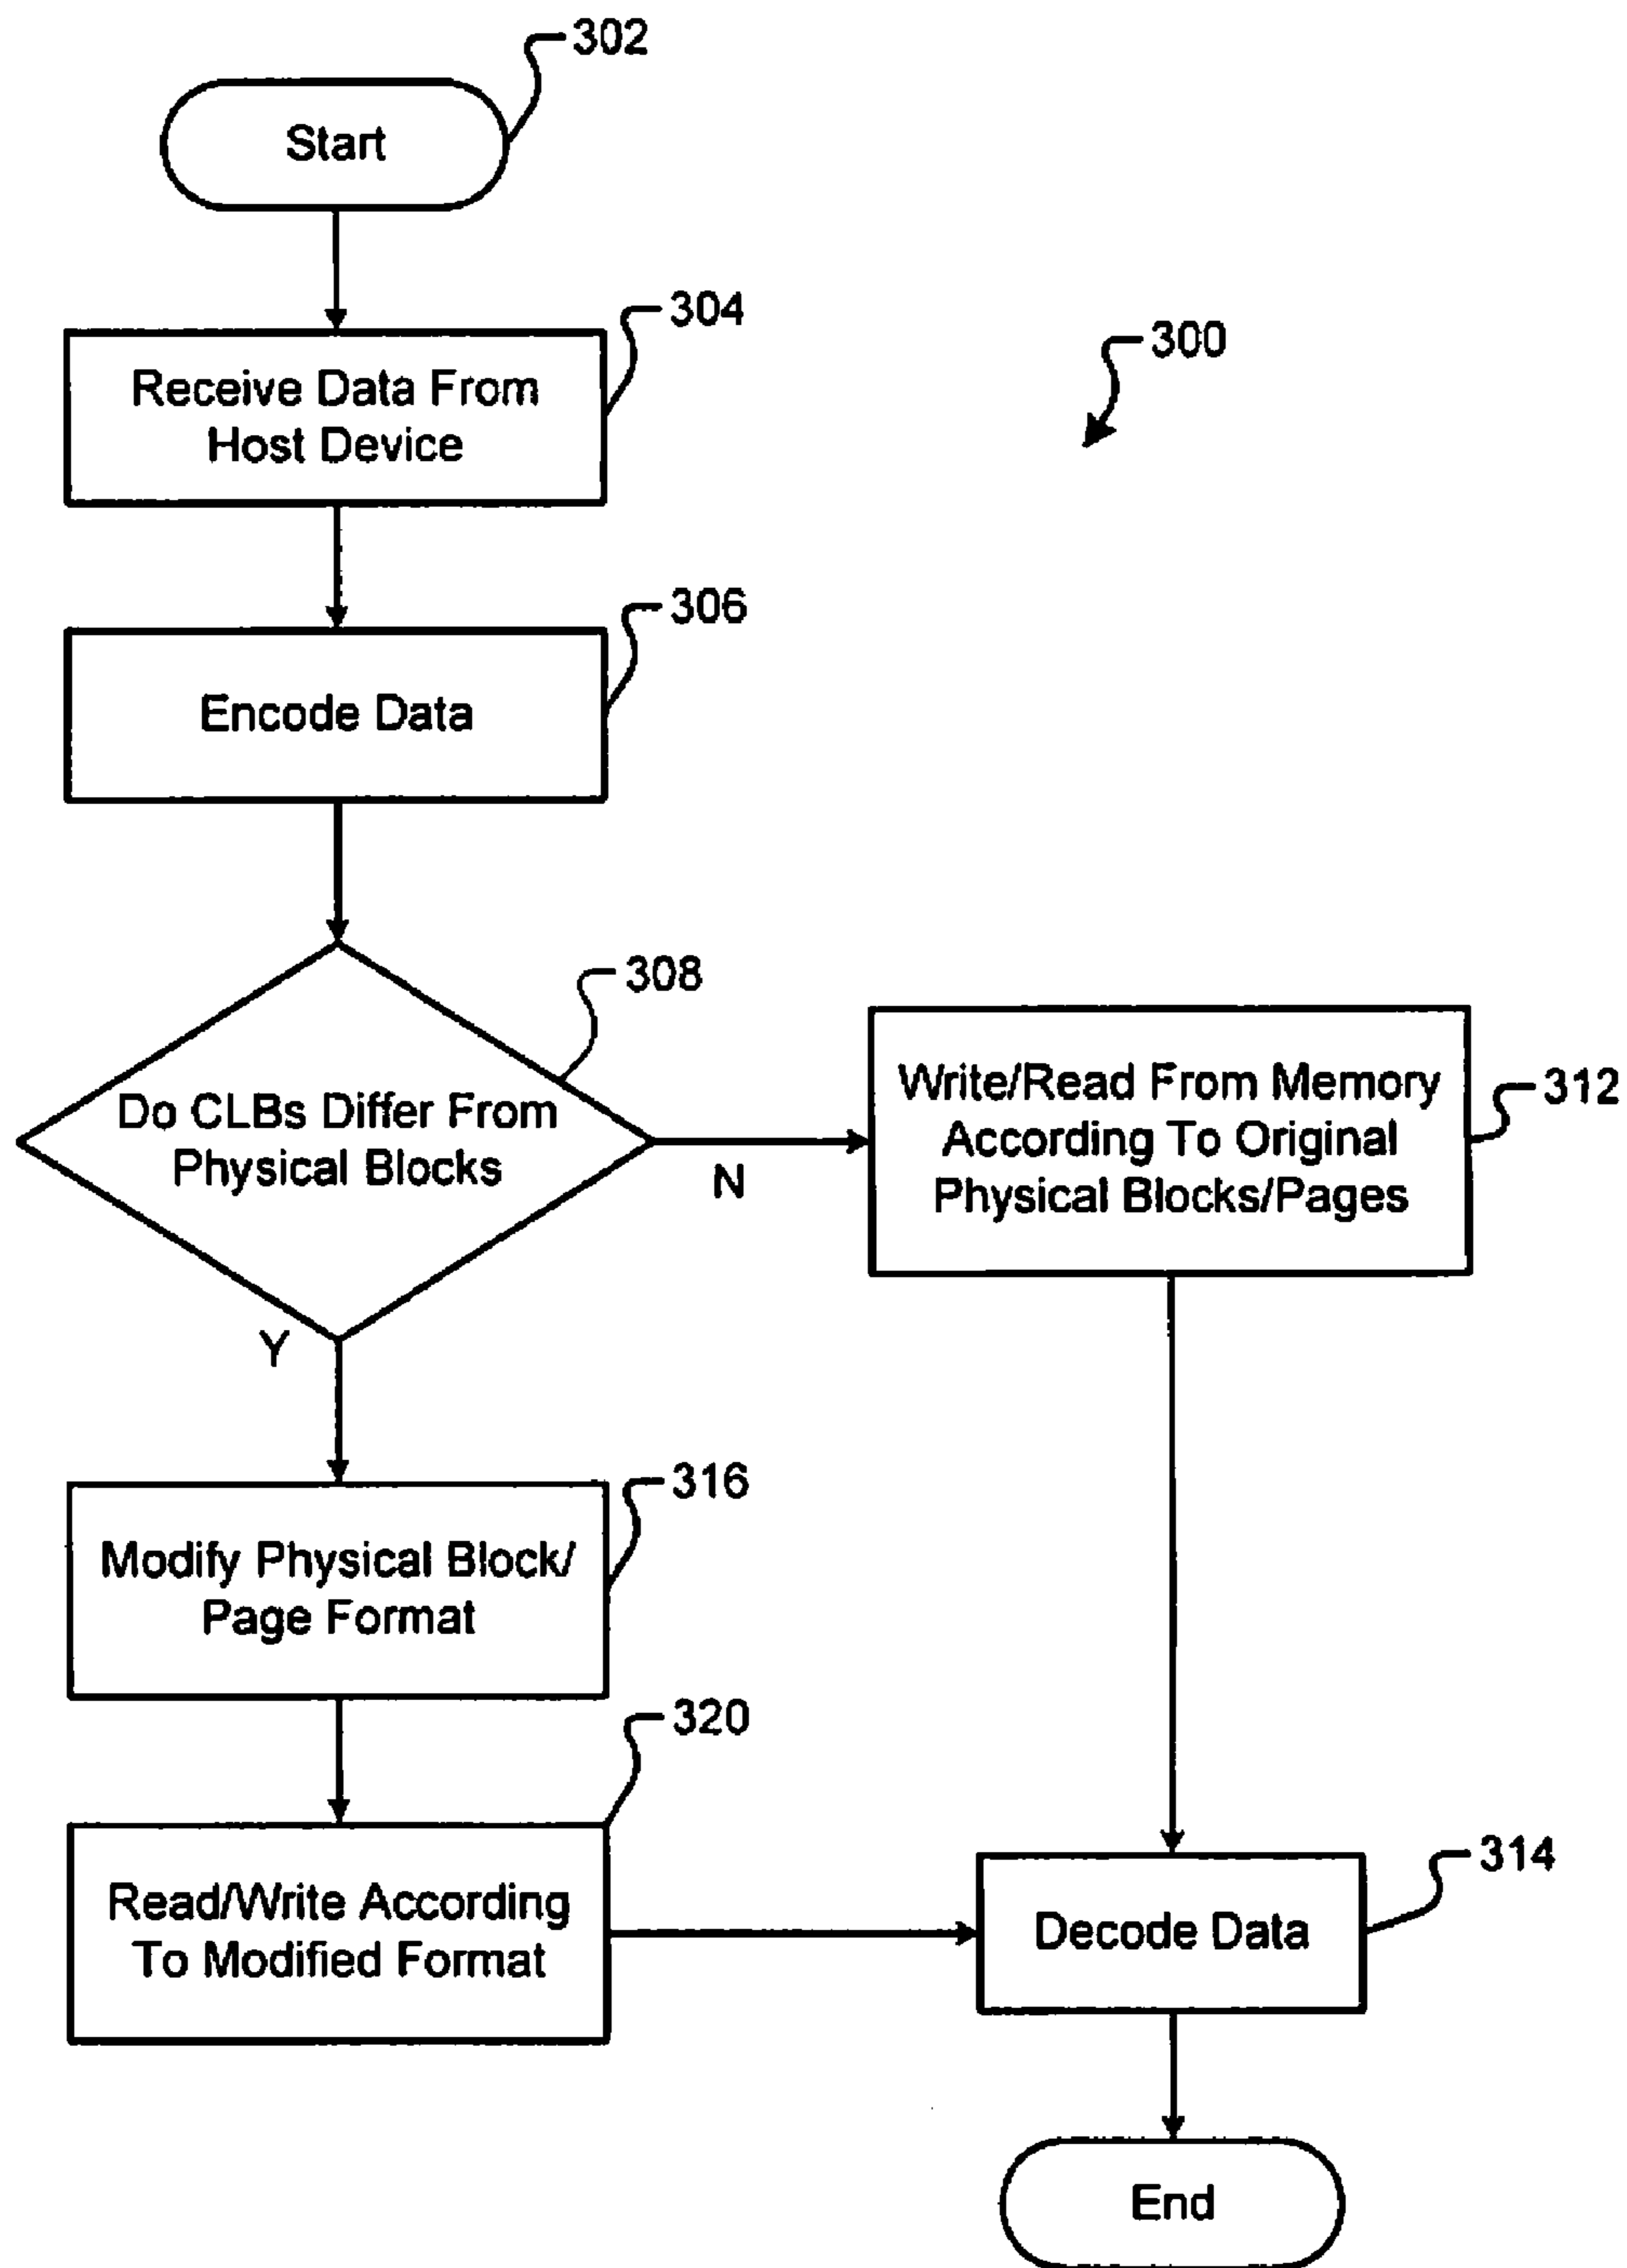 302
Start
304
Receive Data From
Host Device
300
306
Encode Data
308
Do CLBs Differ From
Physical Blocks
N
Y
Write/Read From Memory
According To Original
Physical Blocks/Pages
312
316
Modify Physical Block/
Page Format
320
Read/Write According
To Modified Format
314
Decode Data
End